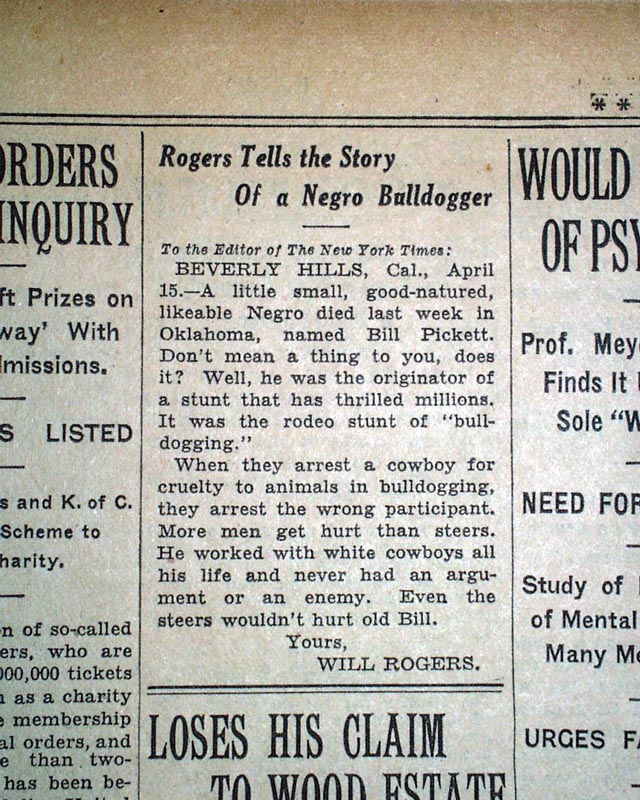 * *
ORDERS
INQUIRY
ft Prizes on
way' With
missions.
S LISTED
s and K. of C.
Scheme to
harity.
n of so-called
ers, who are
000,000 tickets
as a charity
e membership
al orders, and
e than two-
has been be-
Rogers Tells the Story
Of a Negro Bulldogger
To the Editor of The New York Times:
BEVERLY HILLS, Cal., April
15.—A little small, good-natured,
likeable Negro died last week in
Oklahoma, named Bill Pickett.
Don't mean a thing to you, does
it? Well, he was the originator of
a stunt that has thrilled millions.
It was the rodeo stunt of "bull-
dogging."
When they arrest a cowboy for
cruelty to animals in bulldogging,
they arrest the wrong participant.
More men get hurt than steers.
He worked with white cowboys all
his life and never had an argu-
ment or an enemy. Even the
steers wouldn't hurt old Bill.
Yours,
WILL ROGERS.
LOSES HIS CLAIM
TO WOOD ESTATE
WOULD
OF PSY
Prof. Meye
Finds It
Sole "W
NEED FOR
Study of
of Mental
Many Me
URGES FA